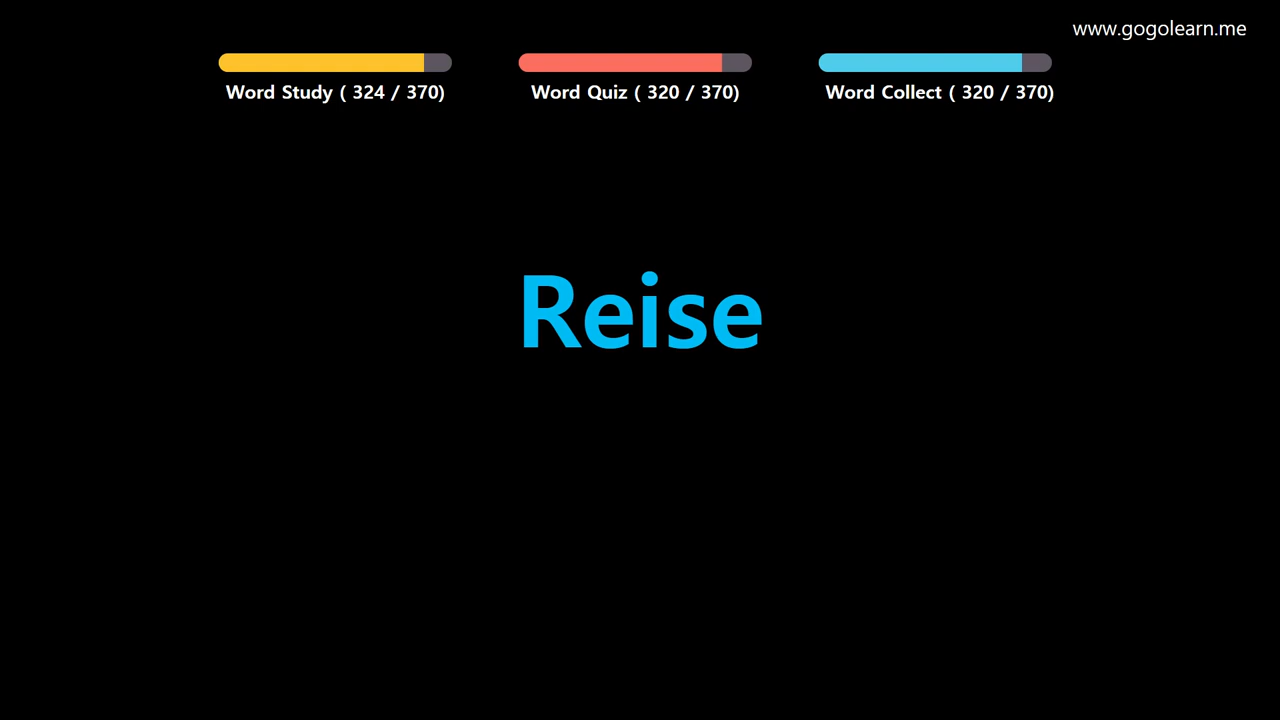 www.gogolearn.me
Word Study ( 324 / 370)
Word Quiz ( 320 / 370)
Word Collect ( 320 / 370)
Reise